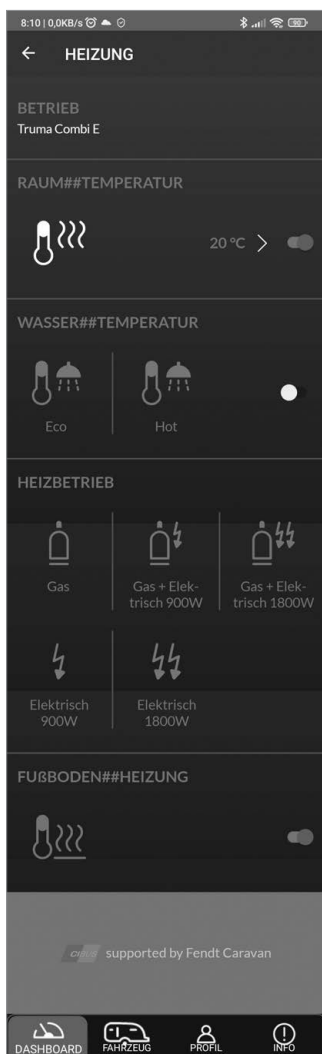 8:10 | 0,0KB/s
90
HEIZUNG
BETRIEB
Truma Combi E
RAUM##TEMPERATUR
20 °C
WASSER##TEMPERATUR
Eco
Hot
HEIZBETRIEB
Gas
Gas + Elek-
trisch 900W
Gas + Elek-
trisch 1800W
Elektrisch
900W
Elektrisch
1800W
FUßBODEN##HEIZUNG
CIBUS supported by Fendt Caravan
DASHBOARD
FAHRZEUG
PROFIL
INFO